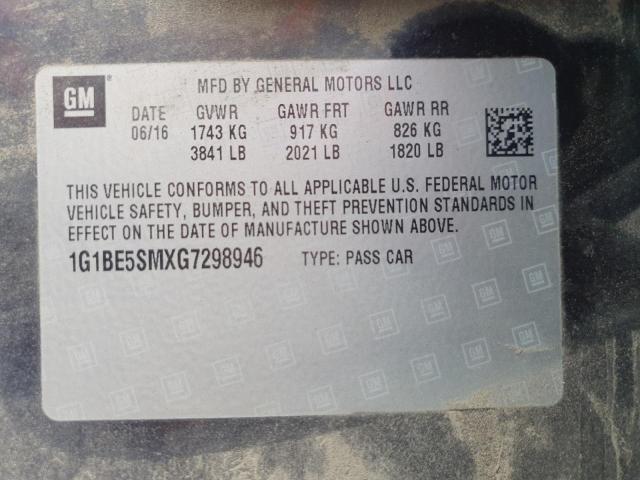 GM
MFD BY GENERAL MOTORS LLC
DATE GVWR GAWR FRT GAWR RR
06/16 1743 KG 917 KG 826 KG
3841 LB 2021 LB 1820 LB
THIS VEHICLE CONFORMS TO ALL APPLICABLE U.S. FEDERAL MOTOR
VEHICLE SAFETY, BUMPER, AND THEFT PREVENTION STANDARDS IN
EFFECT ON THE DATE OF MANUFACTURE SHOWN ABOVE.
1G1BE5SMXG7298946 TYPE: PASS CAR